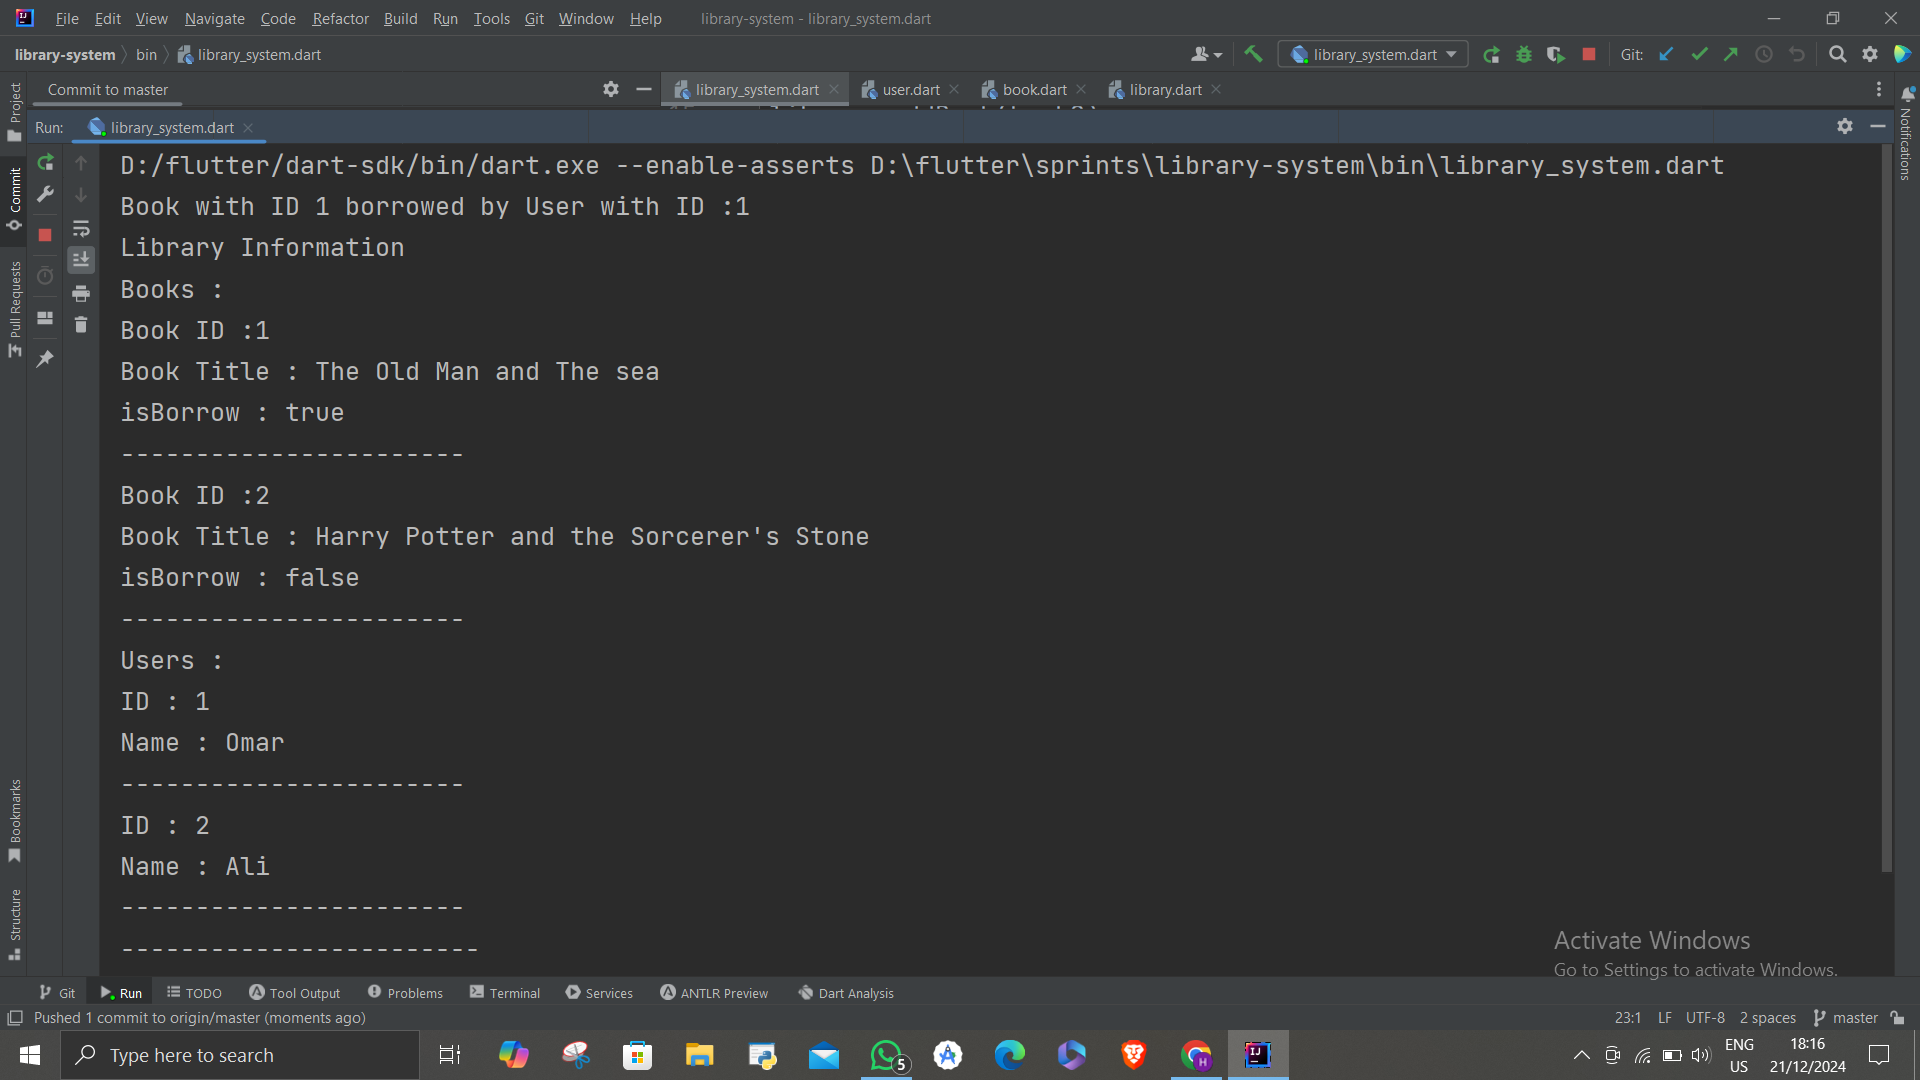 File Edit View Navigate Code Refactor Build Run Tools Git Window Help library-system - library_system.dart
library-system bin library_system.dart library_system.dart Git:
Commit to master library_system.dart user.dart book.dart library.dart
Run: library_system.dart
Project
Commit
Pull Requests
Bookmarks
Structure
Notifications
D:/flutter/dart-sdk/bin/dart.exe --enable-asserts D:\flutter\sprints\library-system\bin\library_system.dart
Book with ID 1 borrowed by User with ID :1
Library Information
Books :
Book ID :1
Book Title : The Old Man and The sea
isBorrow : true
-----------------------
Book ID :2
Book Title : Harry Potter and the Sorcerer's Stone
isBorrow : false
-----------------------
Users :
ID : 1
Name : Omar
-----------------------
ID : 2
Name : Ali
-----------------------
------------------------
Activate Windows
Go to Settings to activate Windows.
Git Run TODO Tool Output Problems Terminal Services ANTLR Preview Dart Analysis
Pushed 1 commit to origin/master (moments ago) 23:1 LF UTF-8 2 spaces master
Type here to search 5 ENG US 18:16 21/12/2024